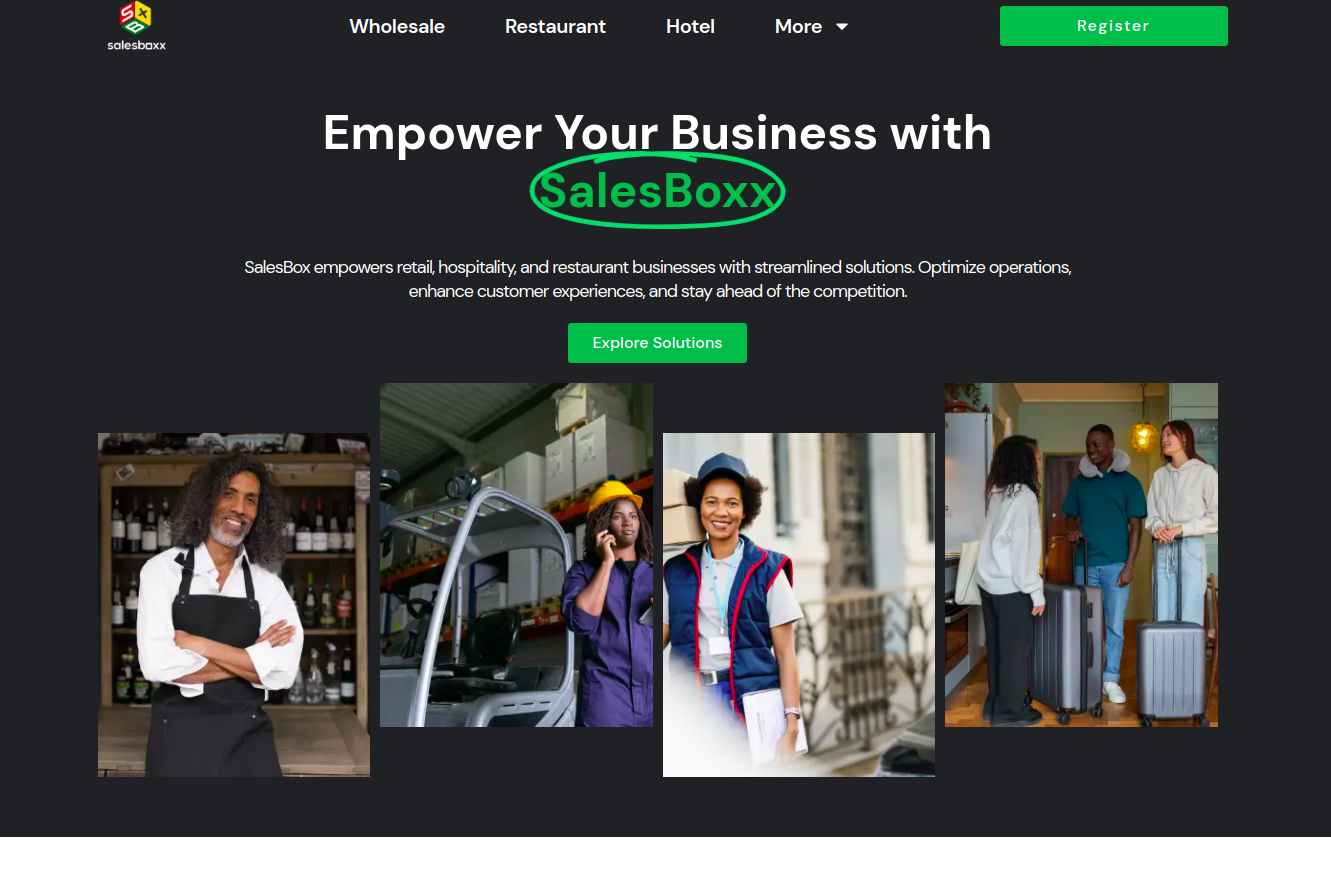 salesboxx
Wholesale
Restaurant
Hotel
More
Register
Empower Your Business with
SalesBoxx
SalesBox empowers retail, hospitality, and restaurant businesses with streamlined solutions. Optimize operations,
enhance customer experiences, and stay ahead of the competition.
Explore Solutions